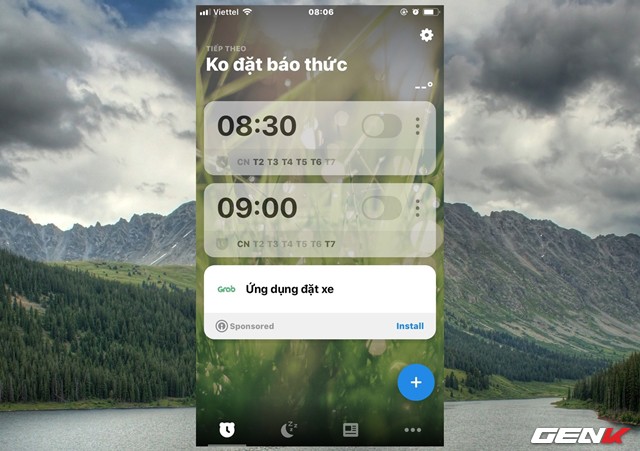 Viettel 08:06
TIẾP THEO
Ko đặt báo thức
--°
08:30
CN T2 T3 T4 T5 T6 T7
09:00
CN T2 T3 T4 T5 T6 T7
Grab Ứng dụng đặt xe
Sponsored Install
+
z z z
GENK